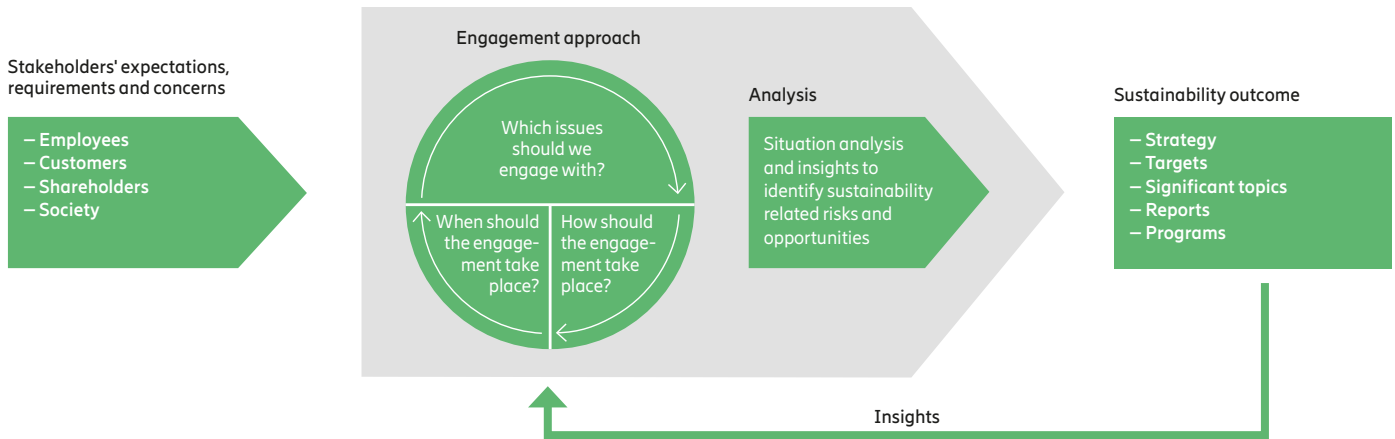 Stakeholders' expectations,
requirements and concerns
– Employees
– Customers
– Shareholders
– Society
Engagement approach
Which issues
should we
engage with?
When should
the engage-
ment take
place?
How should
the engage-
ment take
place?
Analysis
Situation analysis
and insights to
identify sustainability
related risks and
opportunities
Sustainability outcome
– Strategy
– Targets
– Significant topics
– Reports
– Programs
Insights